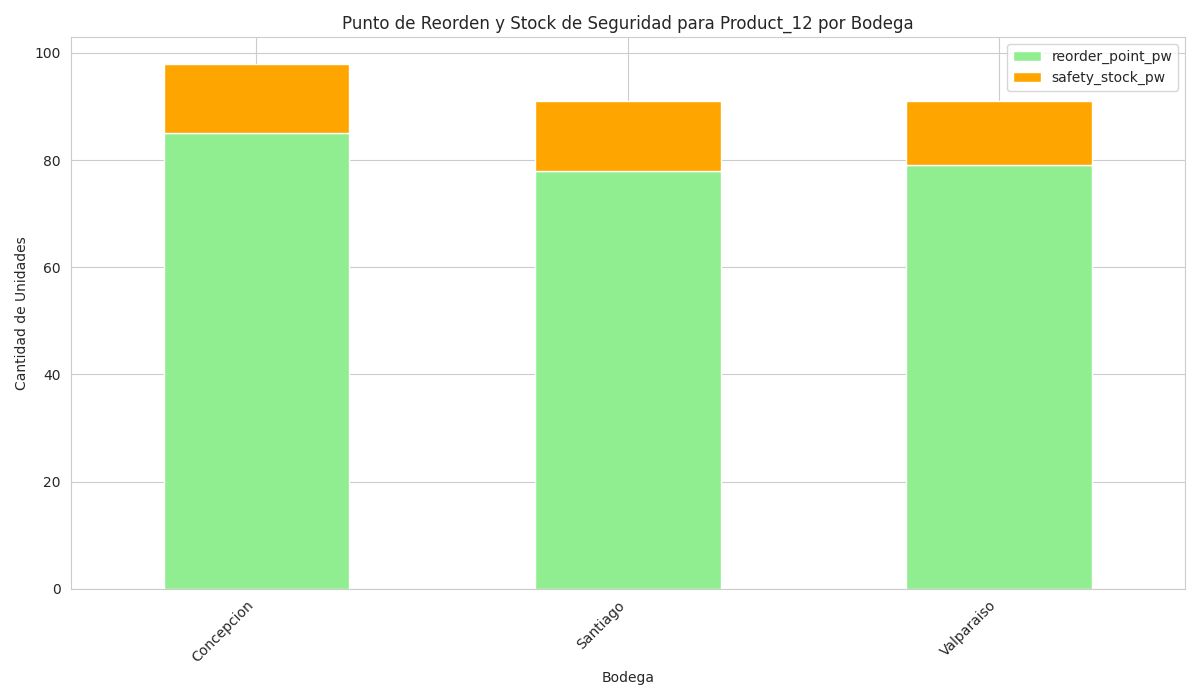 Punto de Reorden y Stock de Seguridad para Product_12 por Bodega
reorder_point_pw
safety_stock_pw
100
80
60
40
20
0
Cantidad de Unidades
Concepcion
Santiago
Valparaiso
Bodega